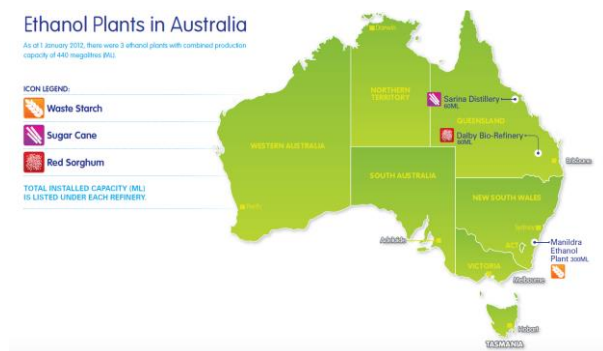 Ethanol Plants in Australia
As at 1 January 2012, there were 3 ethanol plants with combined production
capacity of 440 megalitres (ML).
ICON LEGEND:
Waste Starch
Sugar Cane
Red Sorghum
TOTAL INSTALLED CAPACITY (ML)
IS LISTED UNDER EACH REFINERY.
Darwin
NORTHERN
TERRITORY
Sarina Distillery
60ML
QUEENSLAND
Dalby Bio-Refinery
80ML
Brisbane
WESTERN AUSTRALIA
SOUTH AUSTRALIA
NEW SOUTH WALES
Perth
Sydney
Adelaide
ACT
Manildra
Ethanol
Plant 300ML
VICTORIA
Melbourne
Hobart
TASMANIA